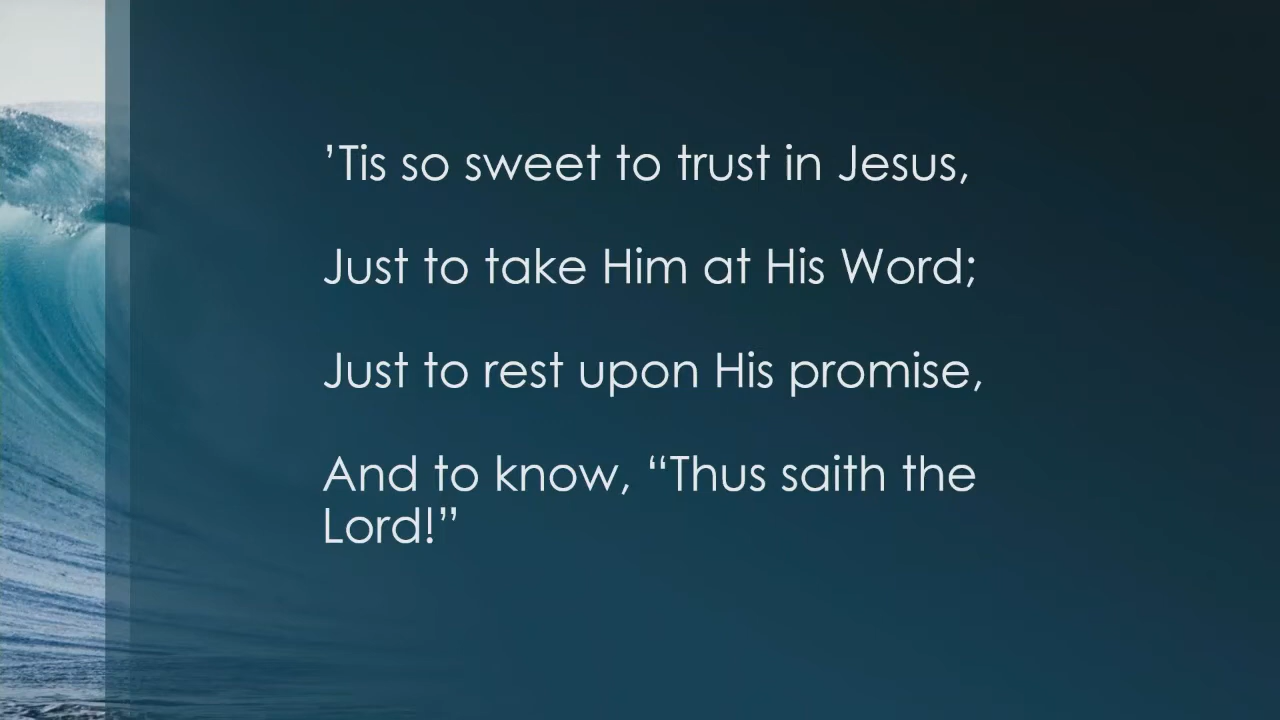 ’Tis so sweet to trust in Jesus,
Just to take Him at His Word;
Just to rest upon His promise,
And to know, “Thus saith the
Lord!”